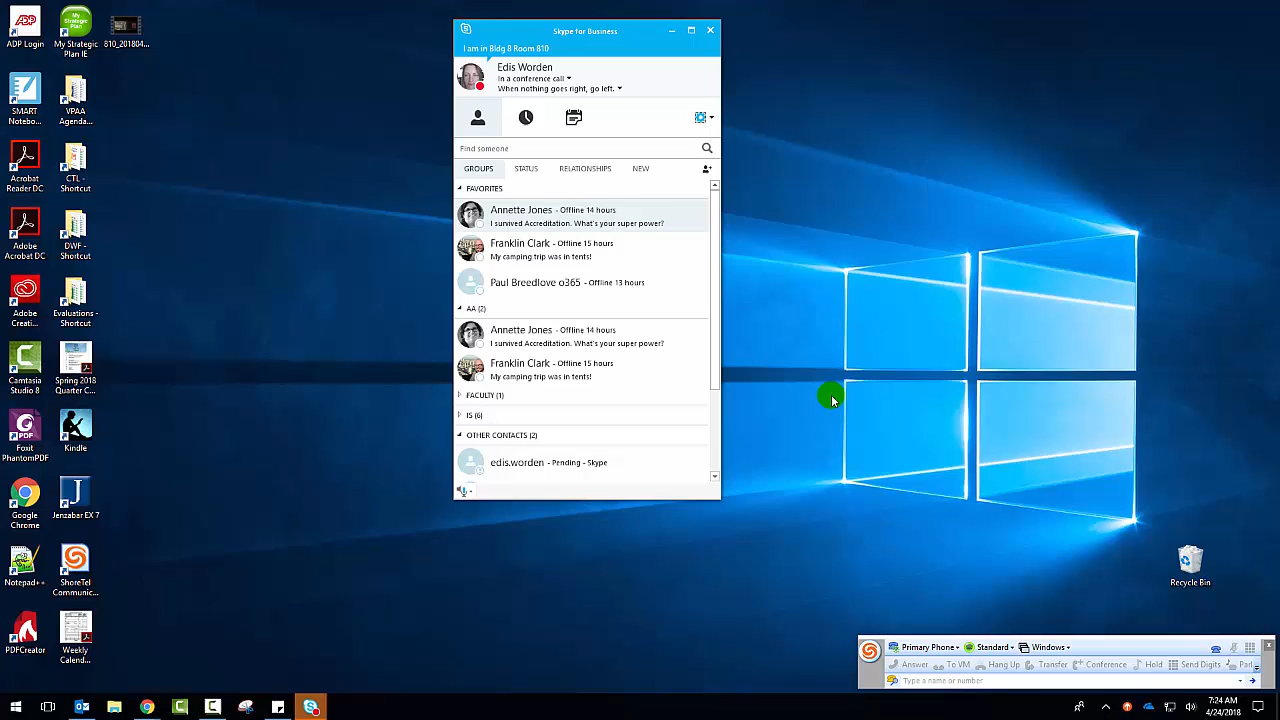 ADP Login
My Strategic
Plan IE
810_201804...
SMART
Notebo...
VPAA
Agenda...
Acrobat
Reader DC
CTL -
Shortcut
Adobe
Acrobat DC
DWF -
Shortcut
Adobe
Creati...
Evaluations -
Shortcut
Camtasia
Studio 8
Spring 2018
Quarter C...
Foxit
PhantomPDF
Kindle
Google
Chrome
Jenzabar EX 7
Notepad++
ShoreTel
Communic...
PDFCreator
Weekly
Calend...
Skype for Business
I am in Bldg 8 Room 810
Edis Worden
In a conference call
When nothing goes right, go left.
Find someone
GROUPS STATUS RELATIONSHIPS NEW
FAVORITES
Annette Jones - Offline 14 hours
I survived Accreditation. What's your super power?
Franklin Clark - Offline 15 hours
My camping trip was in tents!
Paul Breedlove o365 - Offline 13 hours
AA (2)
Annette Jones - Offline 14 hours
I survived Accreditation. What's your super power?
Franklin Clark - Offline 15 hours
My camping trip was in tents!
FACULTY (1)
IS (6)
OTHER CONTACTS (2)
edis.worden - Pending - Skype
Recycle Bin
Primary Phone Standard Windows
Answer To VM Hang Up Transfer Conference Hold Send Digits Parl
Type a name or number
7:24 AM
4/24/2018